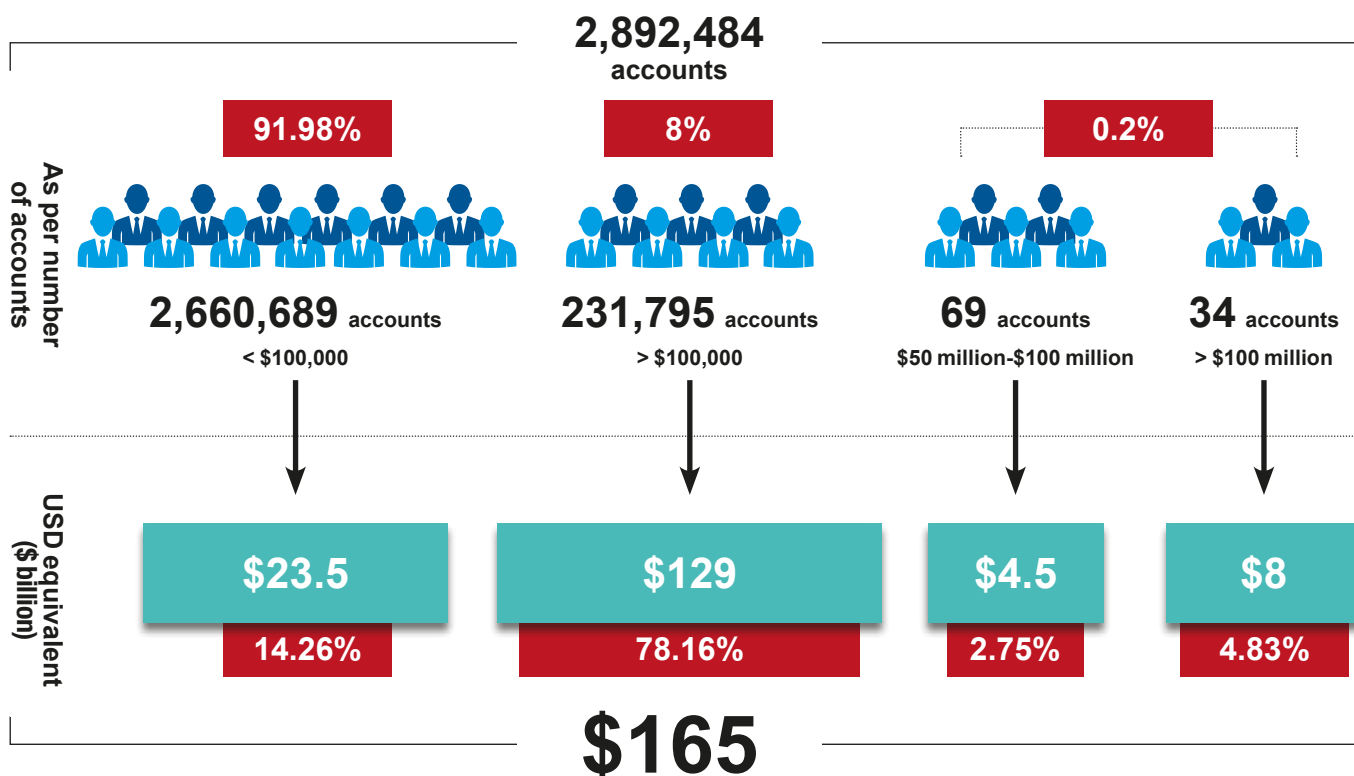 2,892,484
accounts
As per number
of accounts
91.98%
8%
0.2%
2,660,689 accounts
< $100,000
231,795 accounts
> $100,000
69 accounts
$50 million-$100 million
34 accounts
> $100 million
USD equivalent
($ billion)
$23.5
$129
$4.5
$8
14.26%
78.16%
2.75%
4.83%
$165